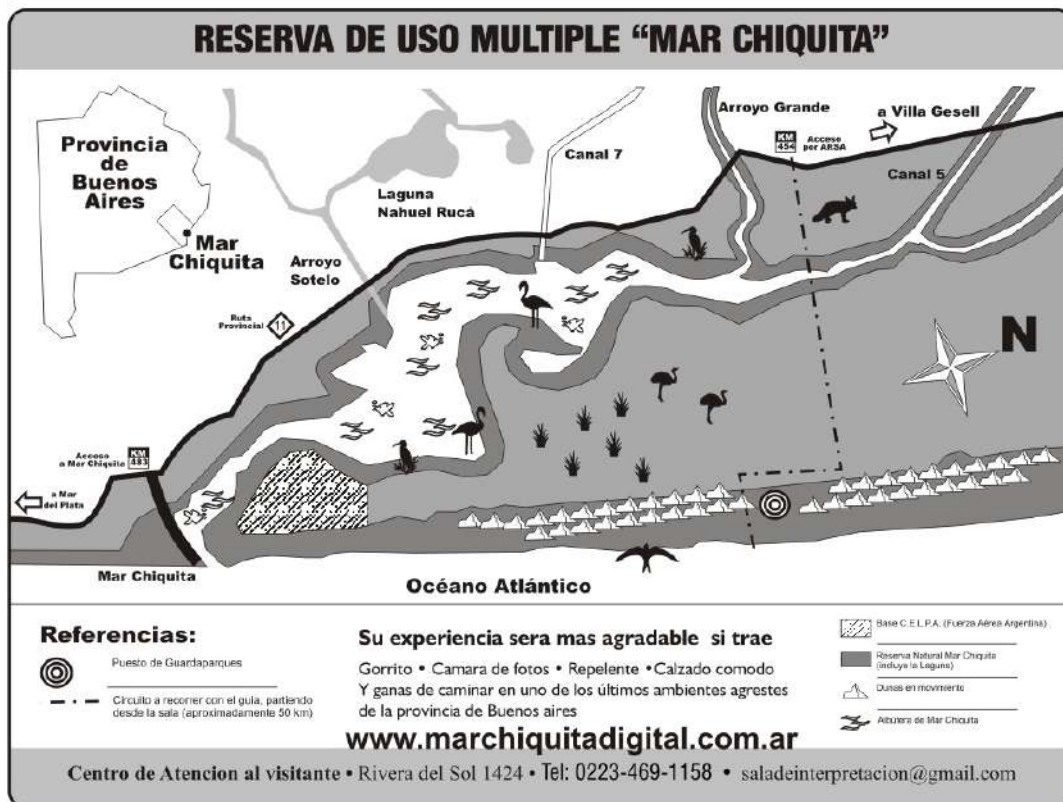 RESERVA DE USO MULTIPLE “MAR CHIQUITA”
Provincia
de
Buenos
Aires
Mar
Chiquita
Laguna
Nahuel Rucá
Arroyo
Sotelo
Canal 7
Arroyo Grande
KM
454
Acceso
por ARSA
a Villa Gesell
Canal 5
Ruta
Provincial
11
N
Acceso
a Mar Chiquita
KM
483
a Mar
del Plata
Mar Chiquita
Océano Atlántico
Referencias:
Puesto de Guardaparques
Circuito a recorrer con el guia, partiendo
desde la sala (aproximadamente 50 km)
Su experiencia sera mas agradable si trae
Gorrito • Camara de fotos • Repelente • Calzado comodo
Y ganas de caminar en uno de los últimos ambientes agrestes
de la provincia de Buenos aires
www.marchiquitadigital.com.ar
Base C.E.L.P.A. (Fuerza Aérea Argentina)
Reserva Natural Mar Chiquita
(incluye la Laguna)
Dunas en movimiento
Albúfera de Mar Chiquita
Centro de Atencion al visitante • Rivera del Sol 1424 • Tel: 0223-469-1158 • saladeinterpretacion@gmail.com